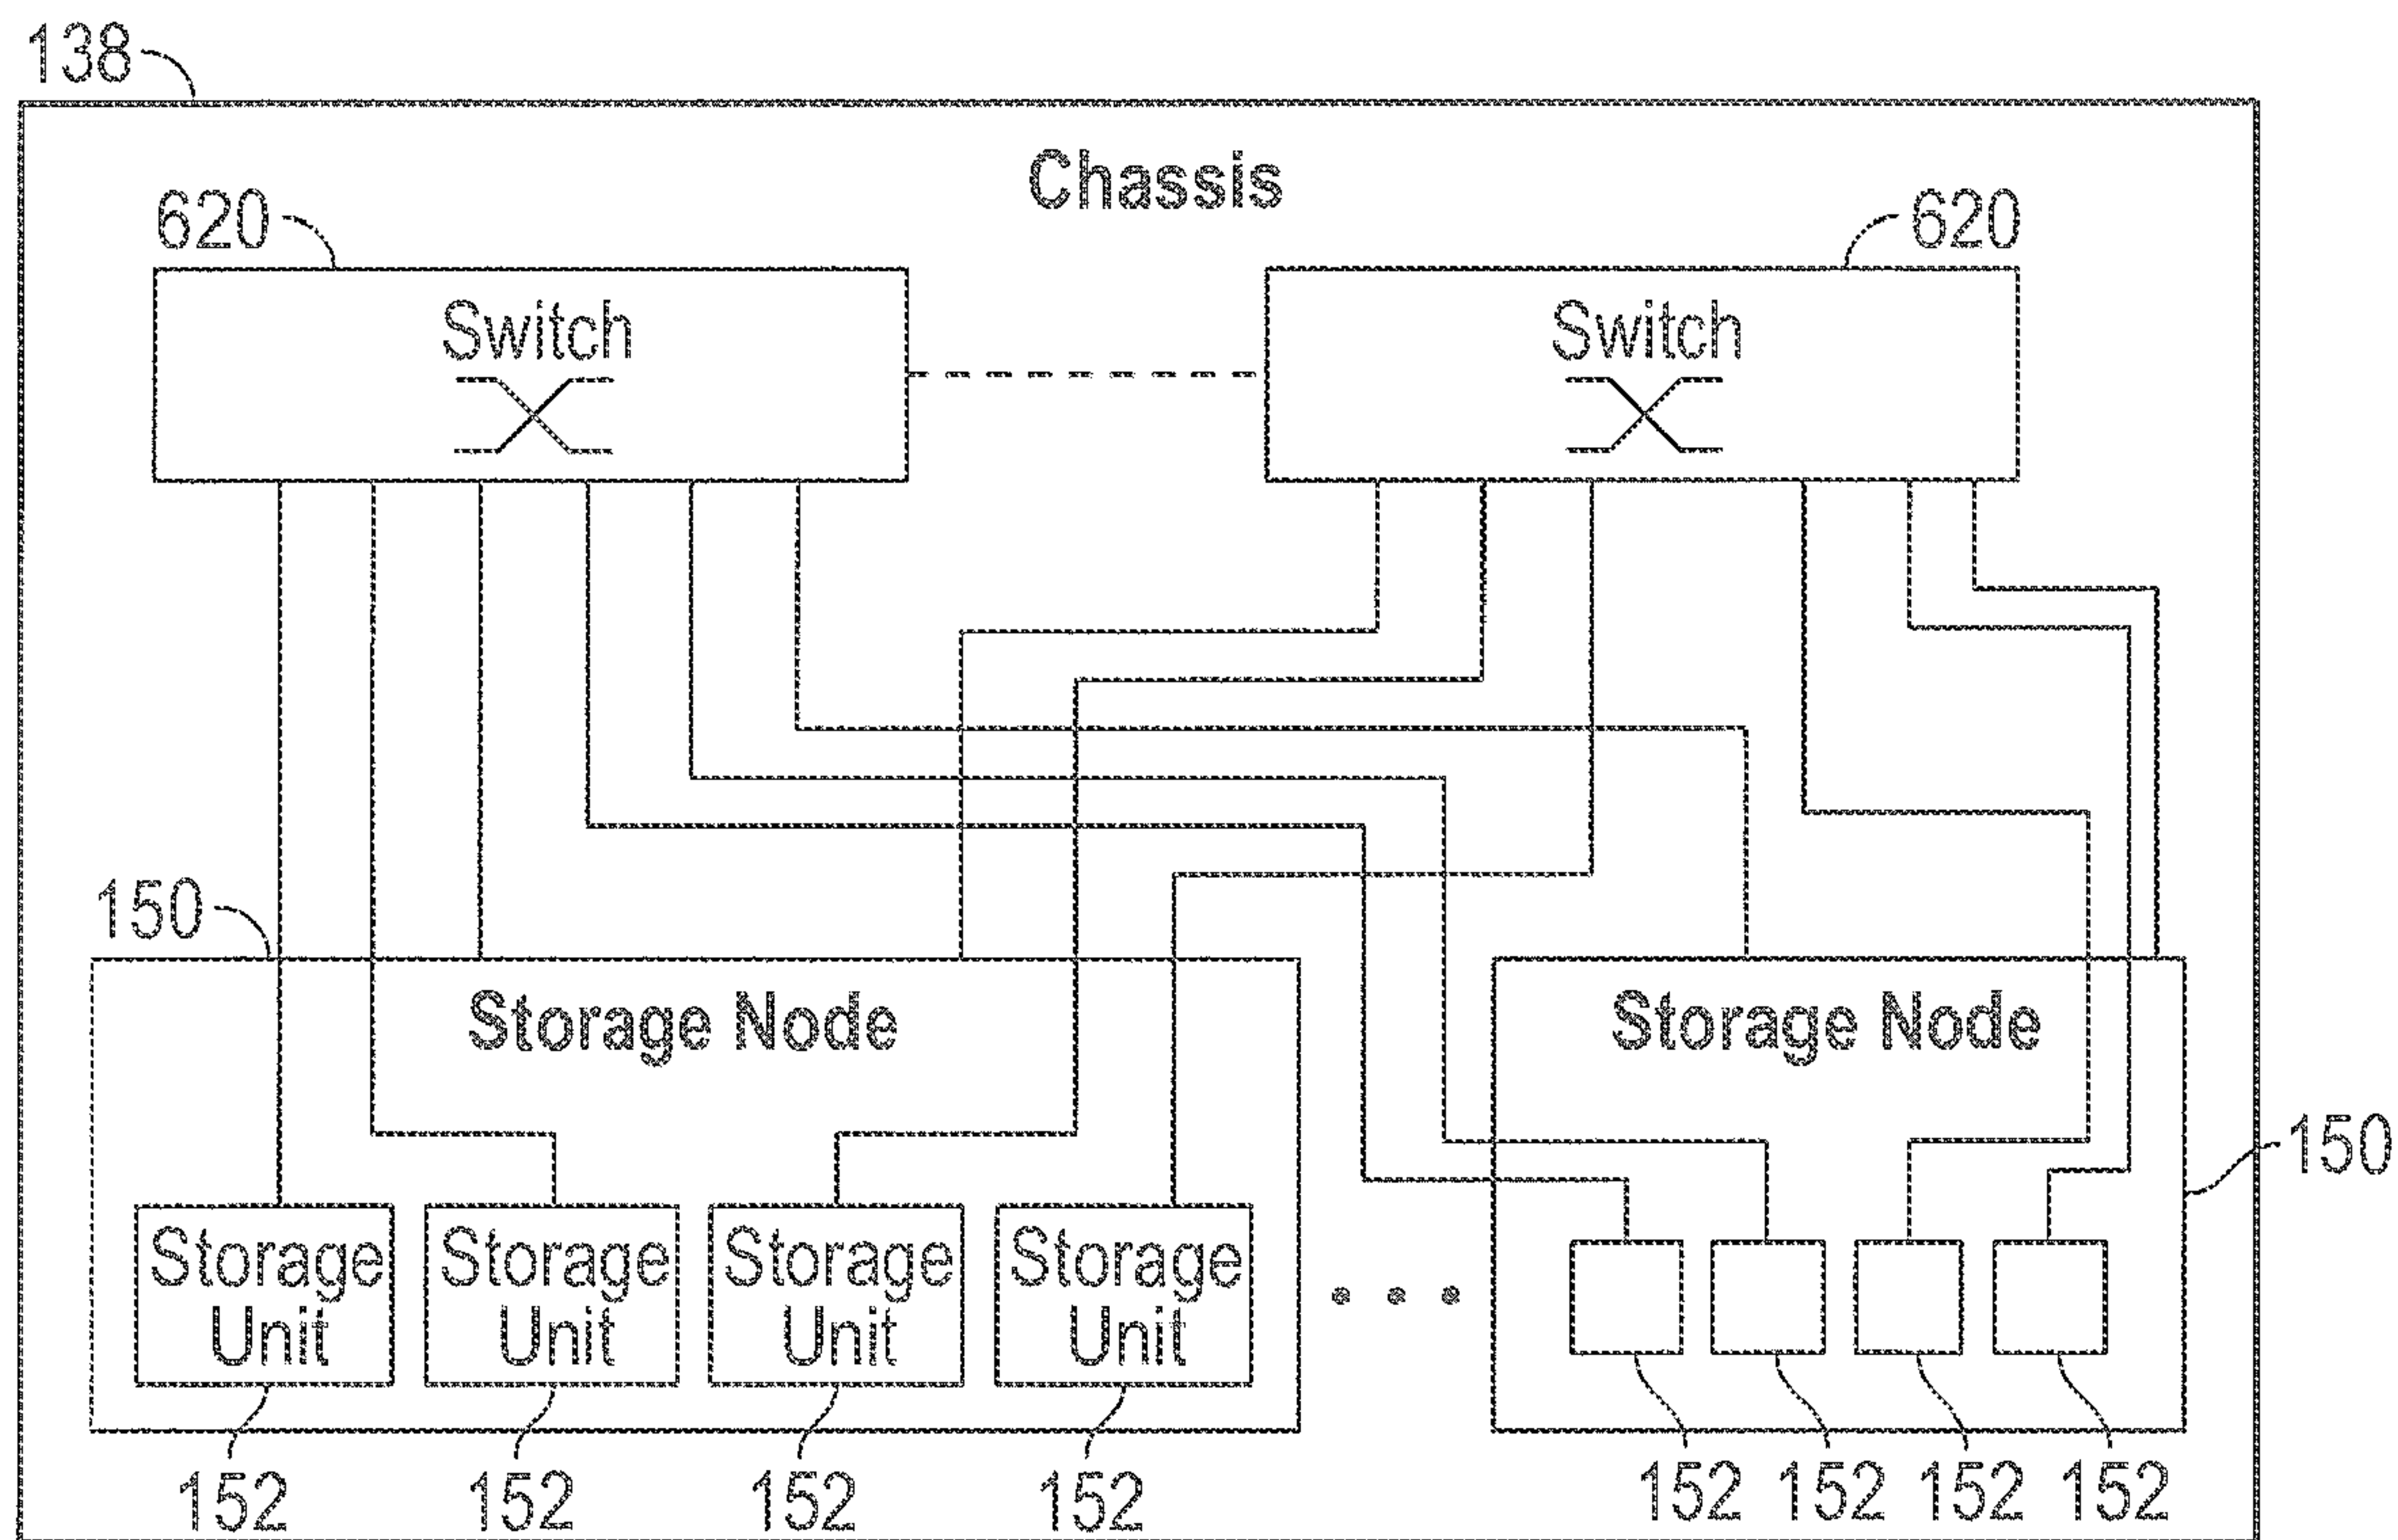 138
Chassis
620
620
Switch
Switch
150
Storage Node
Storage Node
150
Storage
Unit
Storage
Unit
Storage
Unit
Storage
Unit
152
152
152
152
152
152
152
152